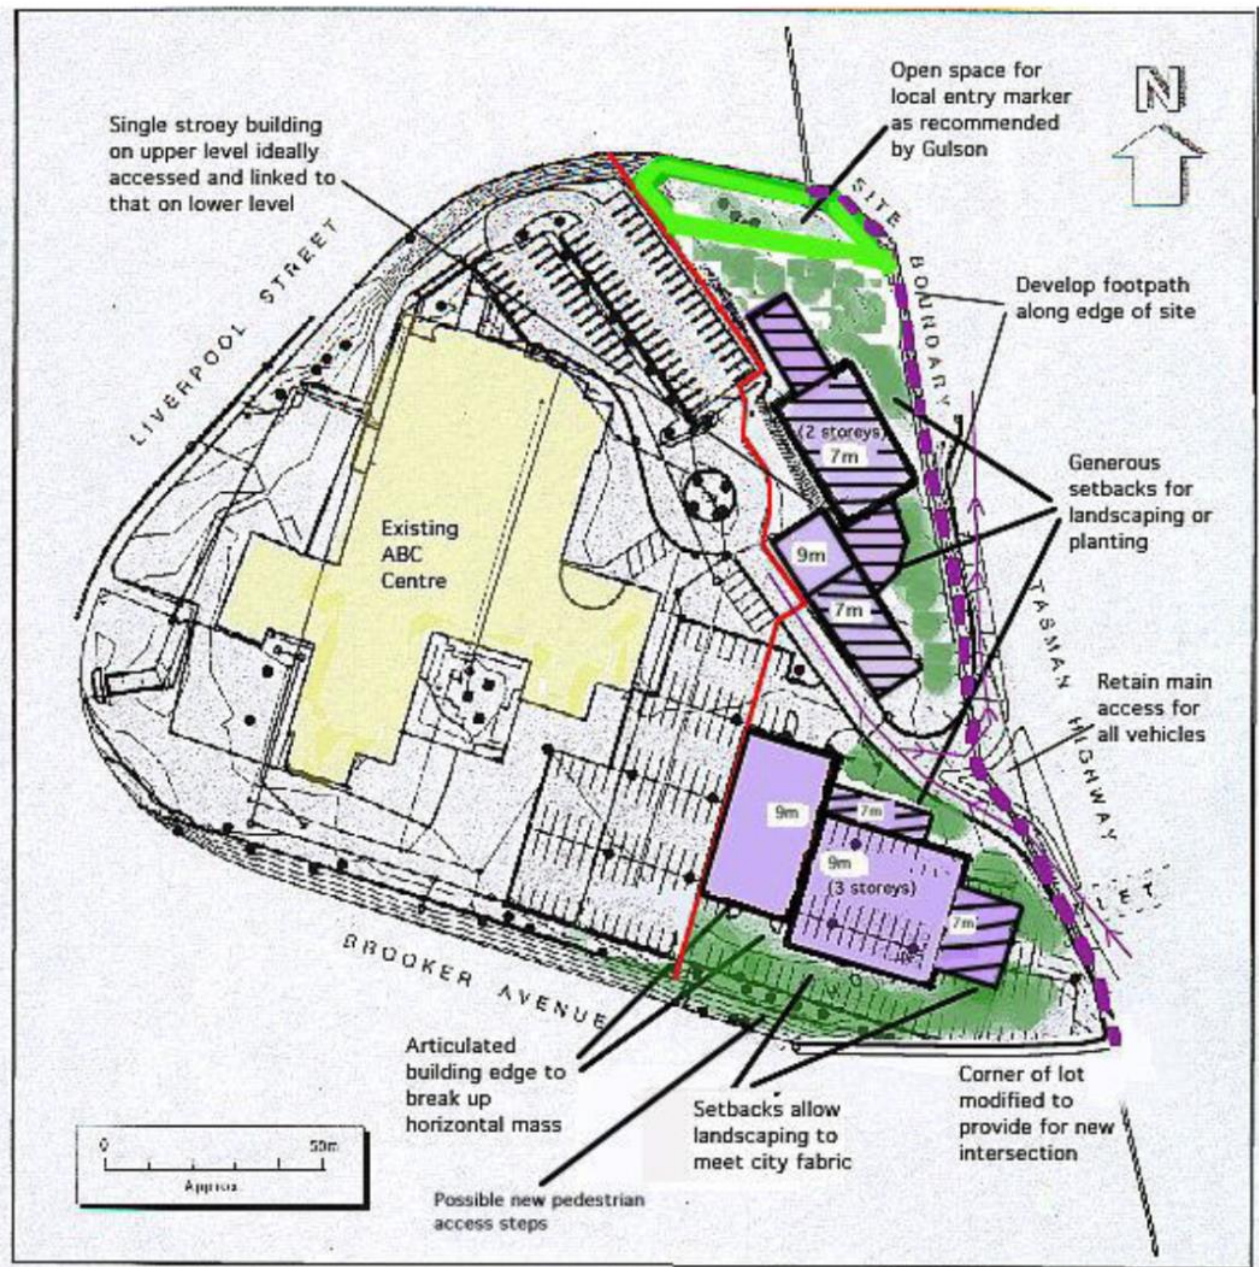 Open space for
local entry marker
as recommended
by Gulson
N
Single stroey building
on upper level ideally
accessed and linked to
that on lower level
SITE BOUNDARY
LIVERPOOL STREET
Develop footpath
along edge of site
(2 storeys)
7m
Generous
setbacks for
landscaping or
planting
Existing
ABC
Centre
9m
7m
TASMAN HIGHWAY
Retain main
access for
all vehicles
9m
7m
9m
(3 storeys)
7m
BROOKER AVENUE
Articulated
building edge to
break up
horizontal mass
Setbacks allow
landscaping to
meet city fabric
Corner of lot
modified to
provide for new
intersection
0 50m
Approx.
Possible new pedestrian
access steps